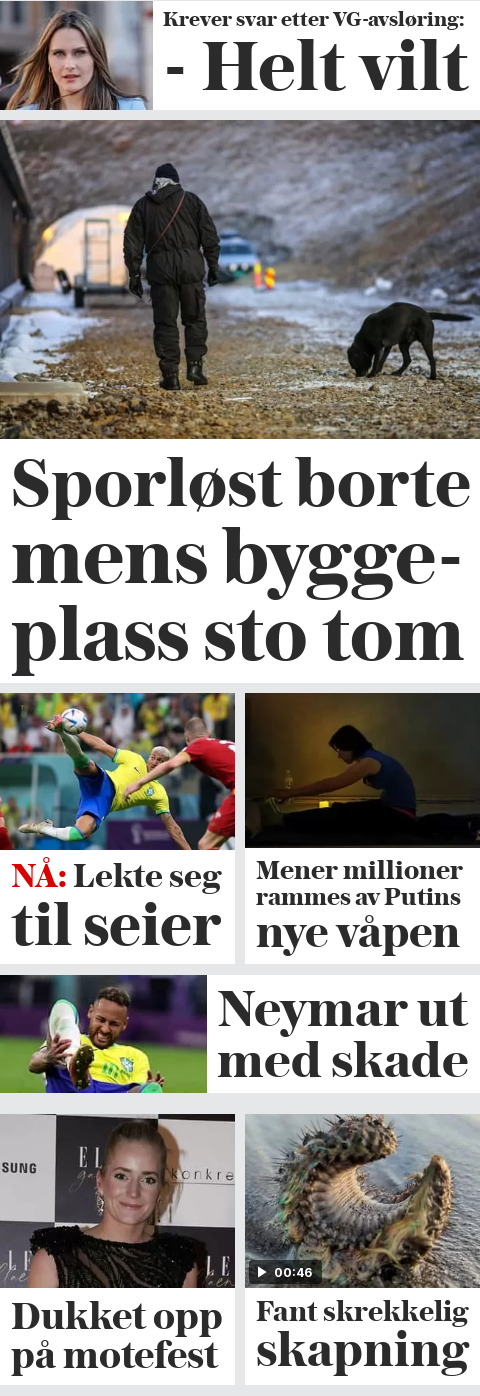 Krever svar etter VG-avsløring:
- Helt vilt
Sporløst borte
mens bygge-
plass sto tom
NÅ: Lekte seg
til seier
Mener millioner
rammes av Putins
nye våpen
Neymar ut
med skade
SUNG
konkre
00:46
Dukket opp
på motefest
Fant skrekkelig
skapning